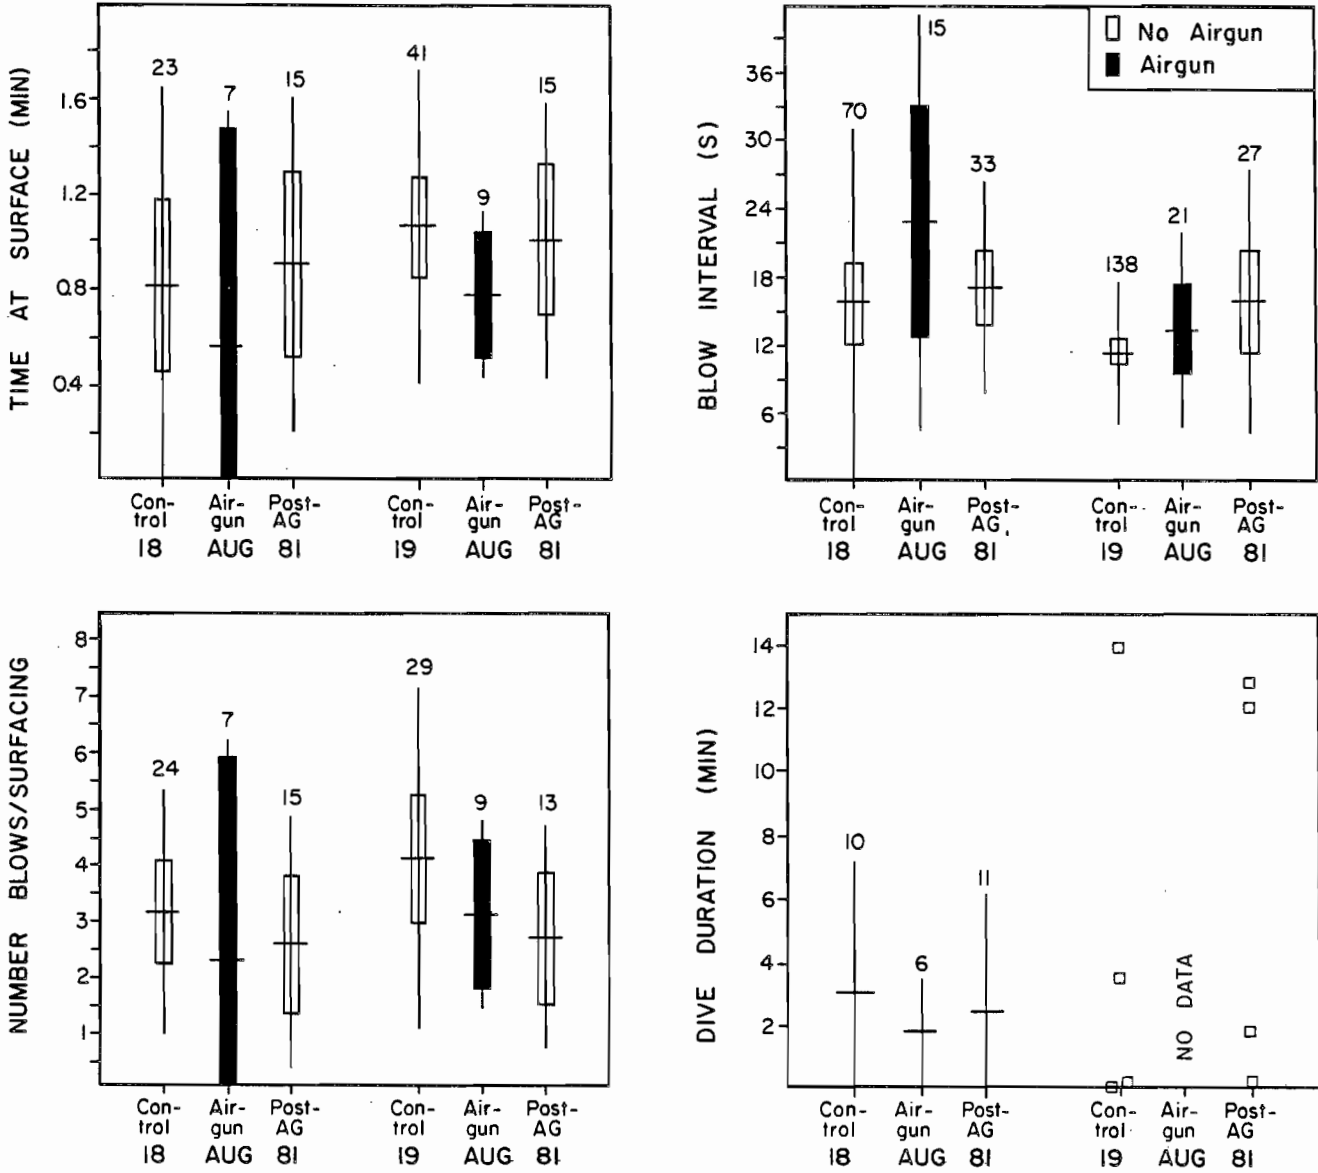 TIME AT SURFACE (MIN)
1.6
1.2
0.8
0.4
23
7
15
41
9
15
Con- Air- Post- Con- Air- Post-
trol gun AG trol gun AG
18 AUG 81 19 AUG 81
BLOW INTERVAL (S)
36
30
24
18
12
6
No Airgun
Airgun
70
15
33
138
21
27
Con- Air- Post- Con- Air- Post-
trol gun AG trol gun AG
18 AUG 81 19 AUG 81
NUMBER BLOWS/SURFACING
8
7
6
5
4
3
2
1
24
7
15
29
9
13
Con- Air- Post- Con- Air- Post-
trol gun AG trol gun AG
18 AUG 81 19 AUG 81
DIVE DURATION (MIN)
14
12
10
8
6
4
2
10
6
11
NO DATA
Con- Air- Post- Con- Air- Post-
trol gun AG trol gun AG
18 AUG 81 19 AUG 81